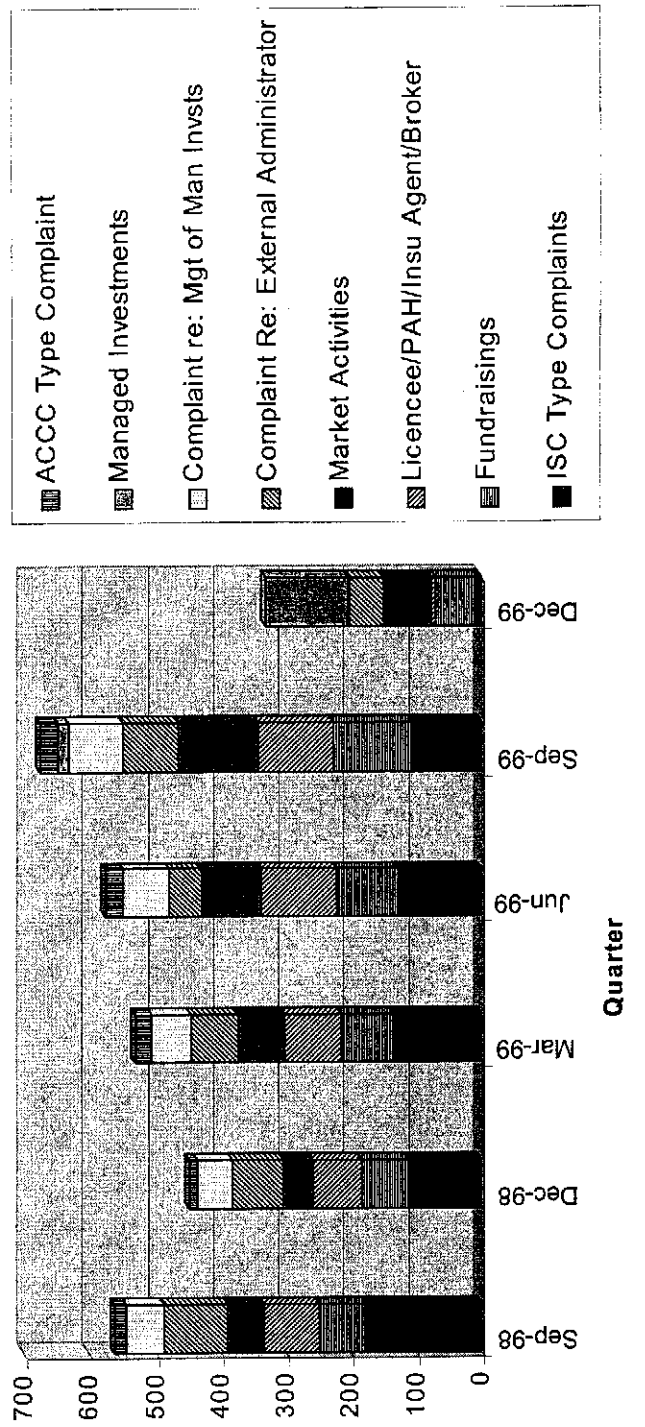 700
600
500
400
300
200
100
0
Sep-98
Dec-98
Mar-99
Jun-99
Sep-99
Dec-99
Quarter
ACCC Type Complaint
Managed Investments
Complaint re: Mgt of Man Invsts
Complaint Re: External Administrator
Market Activities
Licencee/PAH/Insu Agent/Broker
Fundraisings
ISC Type Complaints